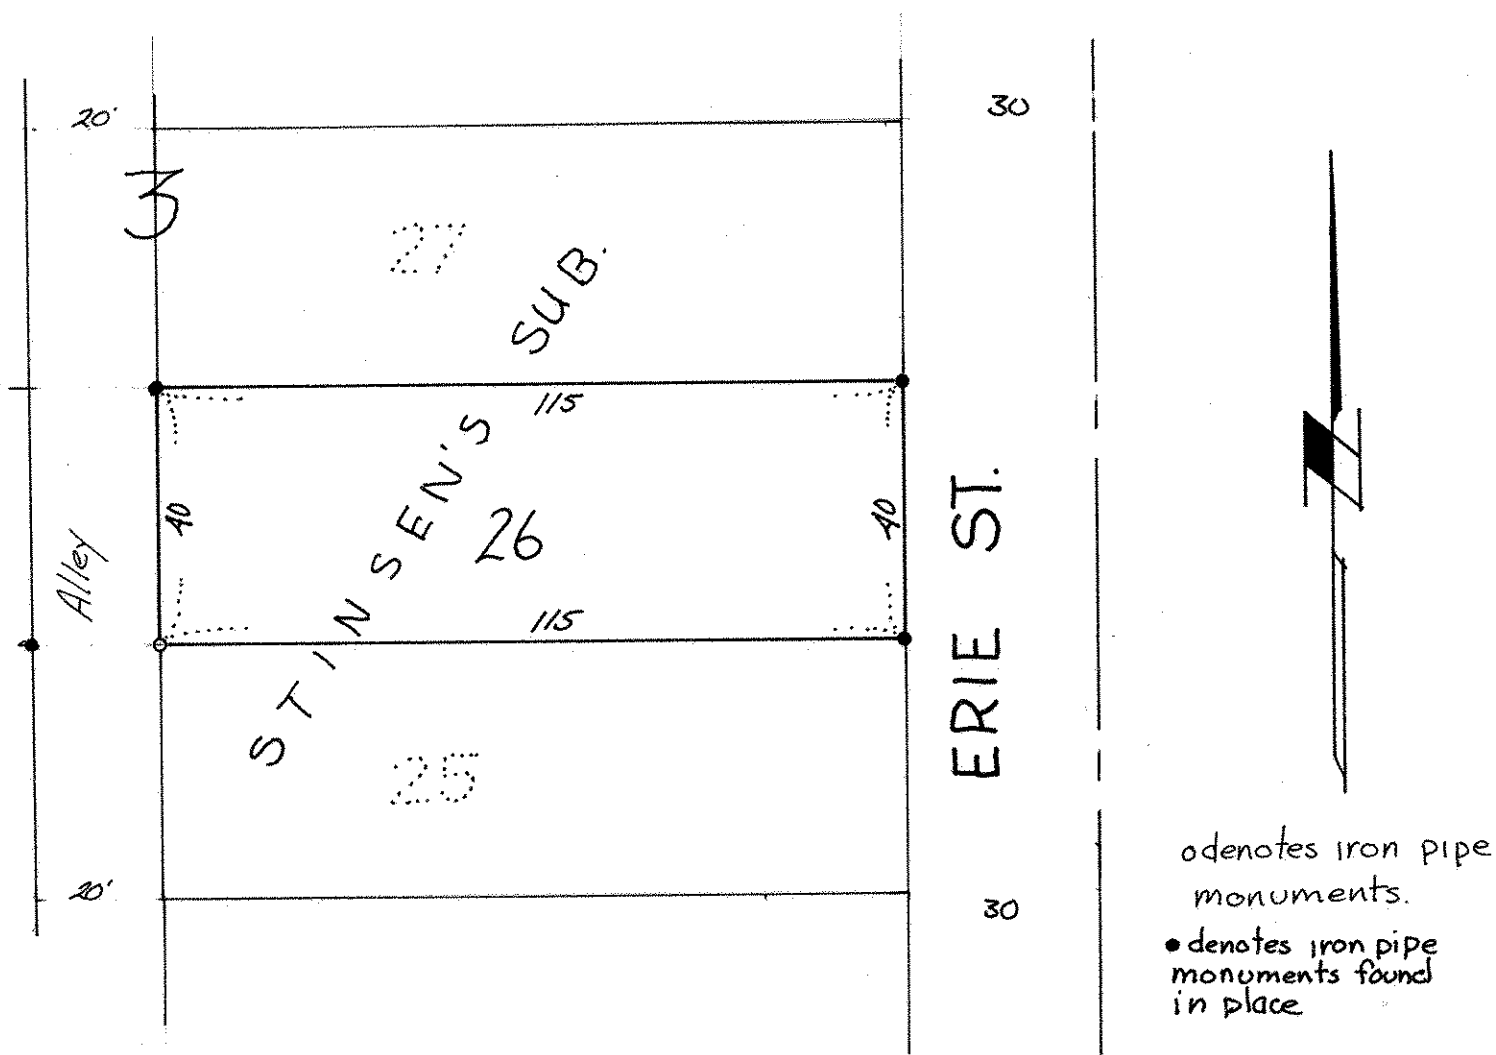 20'
30
3
27
STINSEN'S SUB.
115
40
40
26
Alley
115
ERIE ST.
25
20'
30
o denotes iron pipe
monuments.
● denotes iron pipe
monuments found
in place